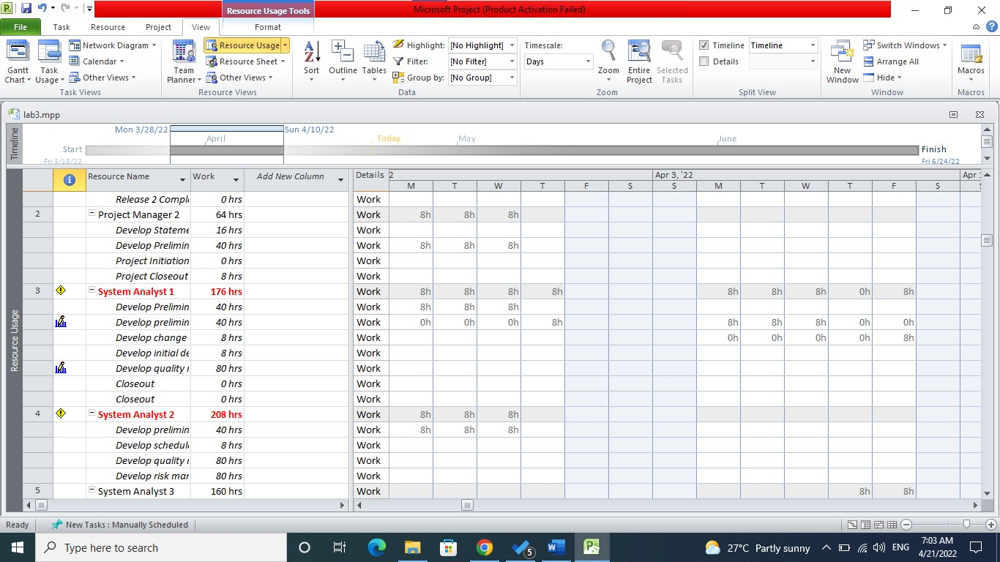 Resource Usage Tools
Microsoft Project (Product Activation Failed)
File Task Resource Project View Format
Gantt Chart
Task Usage
Network Diagram
Calendar
Other Views
Task Views
Team Planner
Resource Usage
Resource Sheet
Other Views
Resource Views
Sort
Outline
Tables
Highlight: [No Highlight]
Filter: [No Filter]
Group by: [No Group]
Data
Timescale:
Days
Zoom
Entire Project
Selected Tasks
Zoom
Timeline Timeline
Details
Split View
New Window
Switch Windows
Arrange All
Hide
Window
Macros
Macros
lab3.mpp
Timeline
Mon 3/28/22 Sun 4/10/22
April Today May June
Start Finish
Fri 3/18/22 Fri 6/24/22
Resource Usage
Resource Name Work Add New Column Details 2 Apr 3, '22 Apr 1
M T W T F S S M T W T F S S
Release 2 Compl 0 hrs Work
2 Project Manager 2 64 hrs Work 8h 8h 8h
Develop Stateme 16 hrs Work
Develop Prelimin 40 hrs Work 8h 8h 8h
Project Initiation 0 hrs Work
Project Closeout 8 hrs Work
3 System Analyst 1 176 hrs Work 8h 8h 8h 8h 8h 8h 8h 0h 8h
Develop Prelimin 40 hrs Work 8h 8h 8h
Develop prelimin 40 hrs Work 0h 0h 0h 8h 8h 8h 8h 0h 0h
Develop change 8 hrs Work 0h 0h 0h 0h 8h
Develop initial de 8 hrs Work
Develop quality r 80 hrs Work
Closeout 0 hrs Work
Closeout 0 hrs Work
4 System Analyst 2 208 hrs Work 8h 8h 8h
Develop prelimin 40 hrs Work 8h 8h 8h
Develop schedul 8 hrs Work
Develop quality r 80 hrs Work
Develop risk mar 80 hrs Work
5 System Analyst 3 160 hrs Work 8h 8h
Ready New Tasks : Manually Scheduled
Type here to search
5
27°C Partly sunny
ENG
7:03 AM
4/21/2022